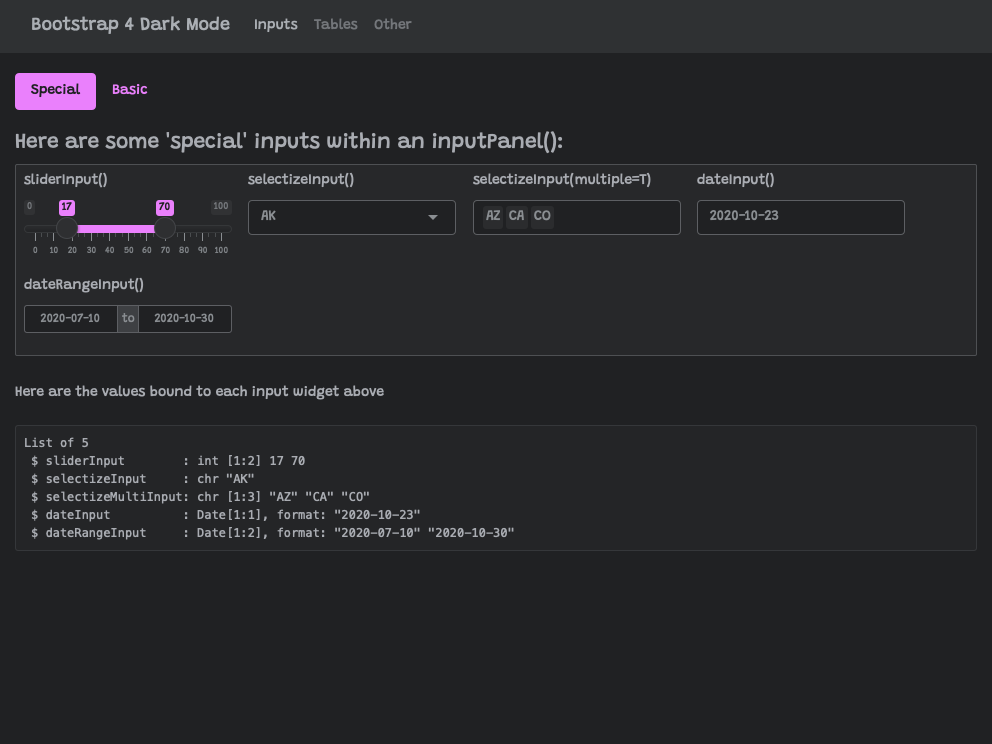 Bootstrap 4 Dark Mode Inputs Tables Other
Special Basic
Here are some 'special' inputs within an inputPanel():
sliderInput() selectizeInput() selectizeInput(multiple=T) dateInput()
0 17 70 100
AK
AZ CA CO
2020-10-23
0 10 20 30 40 50 60 70 80 90 100
dateRangeInput()
2020-07-10 to 2020-10-30
Here are the values bound to each input widget above
List of 5
 $ sliderInput       : int [1:2] 17 70
 $ selectizeInput    : chr "AK"
 $ selectizeMultiInput: chr [1:3] "AZ" "CA" "CO"
 $ dateInput         : Date[1:1], format: "2020-10-23"
 $ dateRangeInput    : Date[1:2], format: "2020-07-10" "2020-10-30"